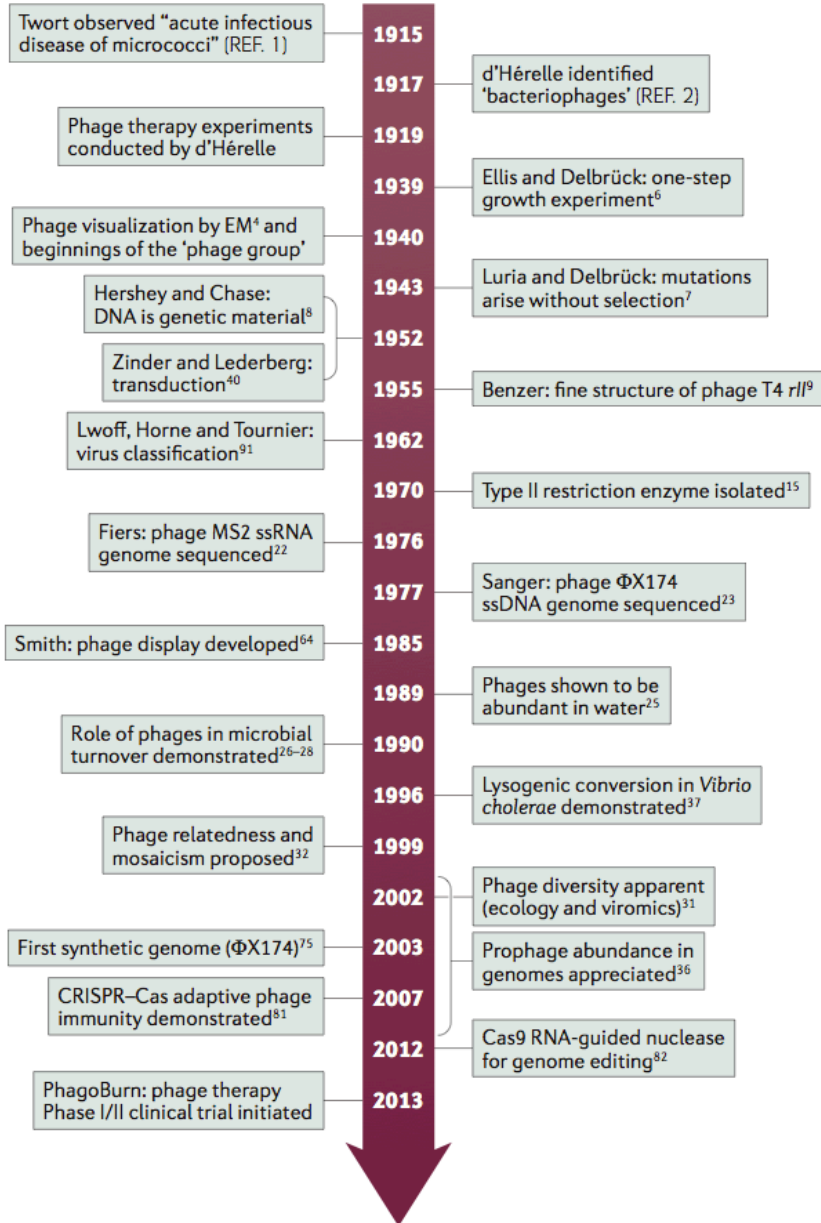 Twort observed “acute infectious
disease of micrococci” (REF. 1)
1915
1917
d’Hérelle identified
‘bacteriophages’ (REF. 2)
Phage therapy experiments
conducted by d’Hérelle
1919
1939
Ellis and Delbrück: one-step
growth experiment⁶
Phage visualization by EM⁴ and
beginnings of the ‘phage group’
1940
1943
Luria and Delbrück: mutations
arise without selection⁷
Hershey and Chase:
DNA is genetic material⁸
1952
Zinder and Lederberg:
transduction⁴⁰
1955
Benzer: fine structure of phage T4 rII⁹
Lwoff, Horne and Tournier:
virus classification⁹¹
1962
1970
Type II restriction enzyme isolated¹⁵
Fiers: phage MS2 ssRNA
genome sequenced²²
1976
1977
Sanger: phage ΦX174
ssDNA genome sequenced²³
Smith: phage display developed⁶⁴
1985
1989
Phages shown to be
abundant in water²⁵
Role of phages in microbial
turnover demonstrated²⁶⁻²⁸
1990
1996
Lysogenic conversion in Vibrio
cholerae demonstrated³⁷
Phage relatedness and
mosaicism proposed³²
1999
2002
Phage diversity apparent
(ecology and viromics)³¹
First synthetic genome (ΦX174)⁷⁵
2003
Prophage abundance in
genomes appreciated³⁶
CRISPR–Cas adaptive phage
immunity demonstrated⁸¹
2007
2012
Cas9 RNA-guided nuclease
for genome editing⁸²
PhagoBurn: phage therapy
Phase I/II clinical trial initiated
2013